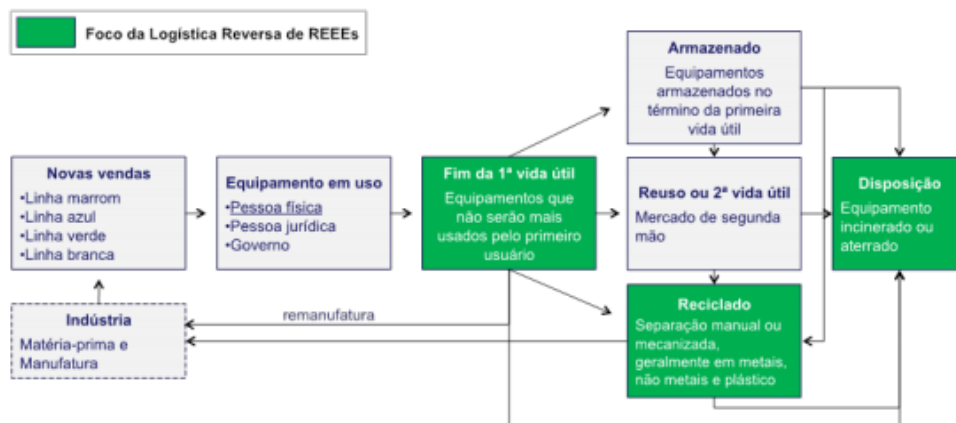 Foco da Logística Reversa de REEEs
Armazenado
Equipamentos
armazenados no
término da primeira
vida útil
Novas vendas
•Linha marrom
•Linha azul
•Linha verde
•Linha branca
Equipamento em uso
•Pessoa física
•Pessoa jurídica
•Governo
Fim da 1ª vida útil
Equipamentos que
não serão mais
usados pelo primeiro
usuário
Reuso ou 2ª vida útil
Mercado de segunda
mão
Disposição
Equipamento
incinerado ou
aterrado
Indústria
Matéria-prima e
Manufatura
remanufatura
Reciclado
Separação manual ou
mecanizada,
geralmente em metais,
não metais e plástico